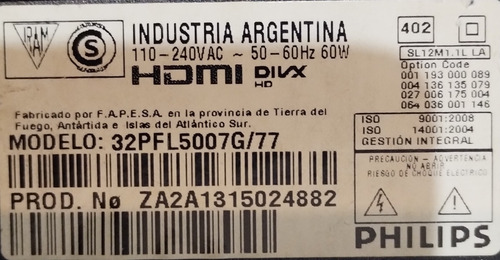 IRAM
S
INDUSTRIA ARGENTINA
110-240VAC ~ 50-60Hz 60W
HDMI DIVX HD
402
SL12M1.1L LA
Option Code
001 193 000 089
004 136 135 079
027 006 175 004
064 036 001 146
Fabricado por F.A.P.E.S.A. en la provincia de Tierra del
Fuego, Antártida e Islas del Atlántico Sur.
ISO 9001:2008
ISO 14001:2004
GESTIÓN INTEGRAL
MODELO: 32PFL5007G/77
PRECAUCIÓN - ADVERTENCIA
NO ABRIR
RIESGO DE CHOQUE ELECTRICO
PROD. Nø ZA2A1315024882
PHILIPS